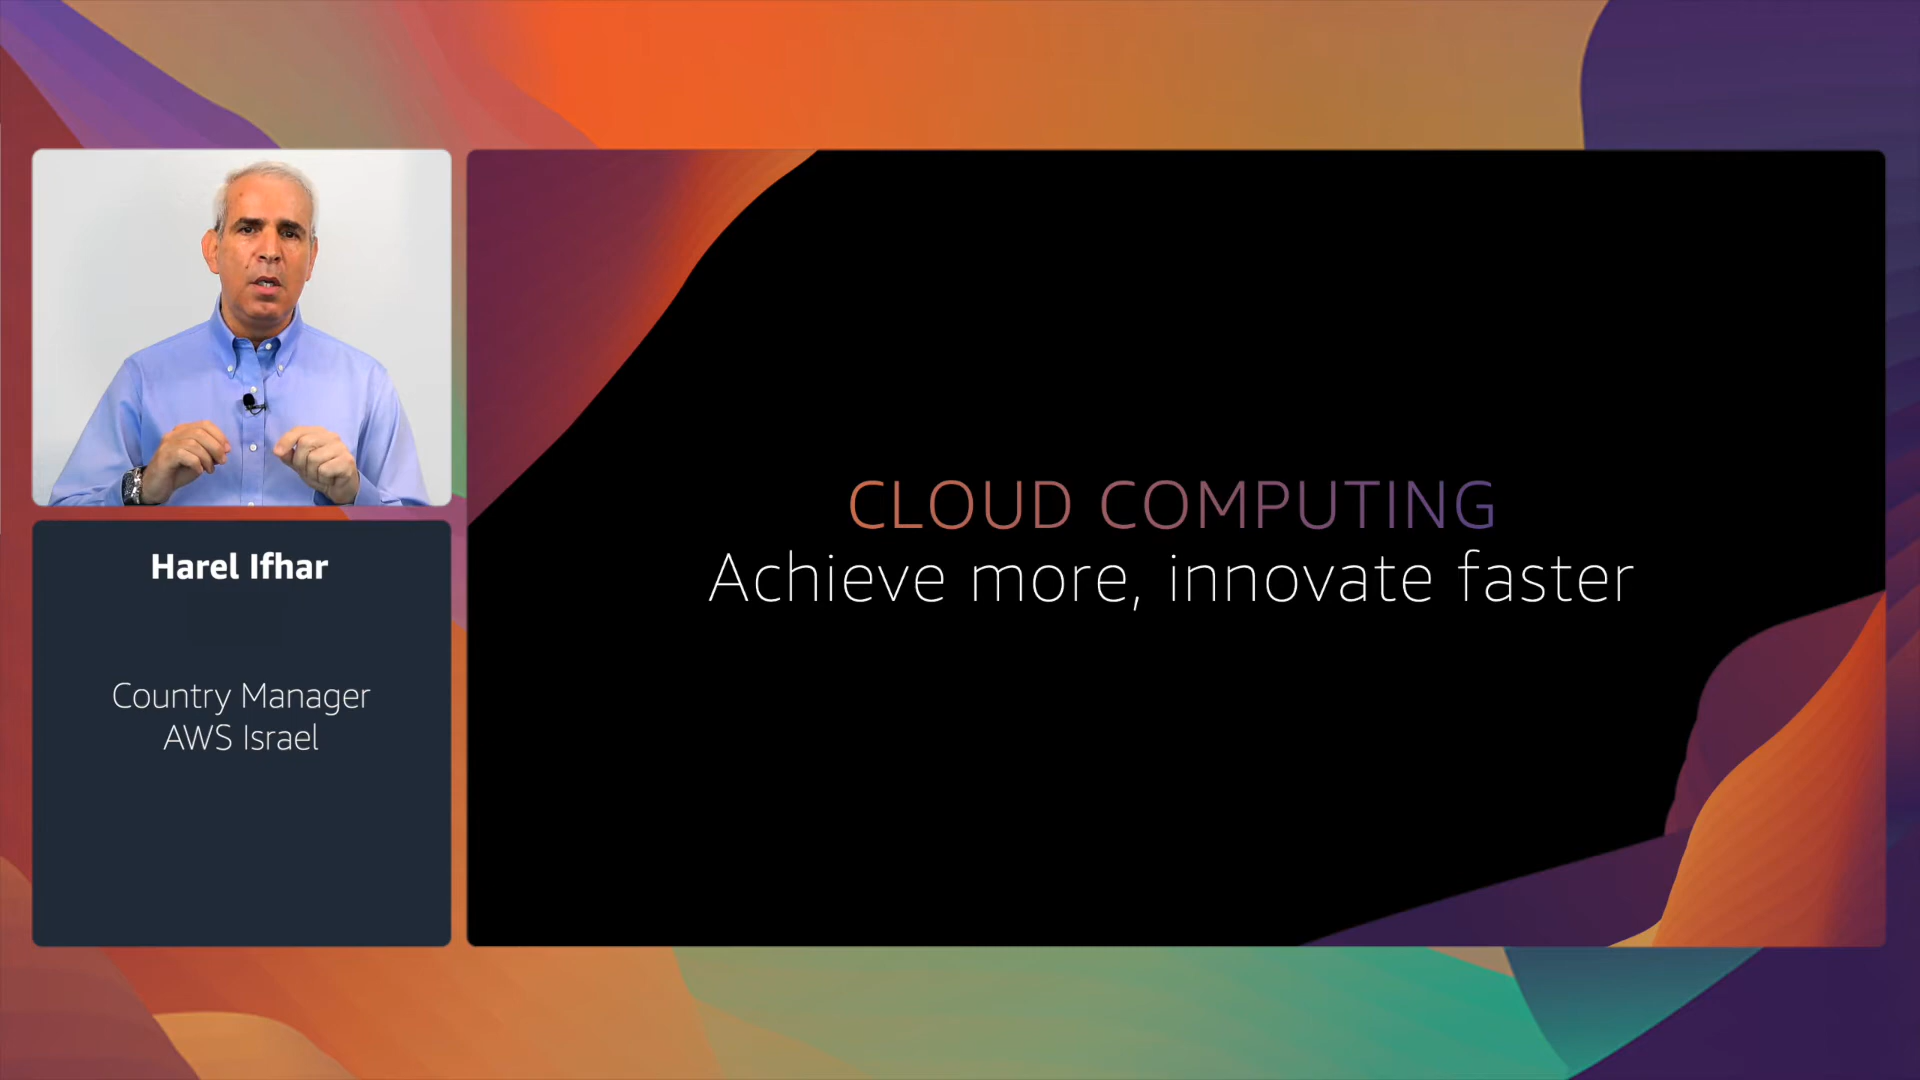 Harel Ifhar
Country Manager
AWS Israel
CLOUD COMPUTING
Achieve more, innovate faster